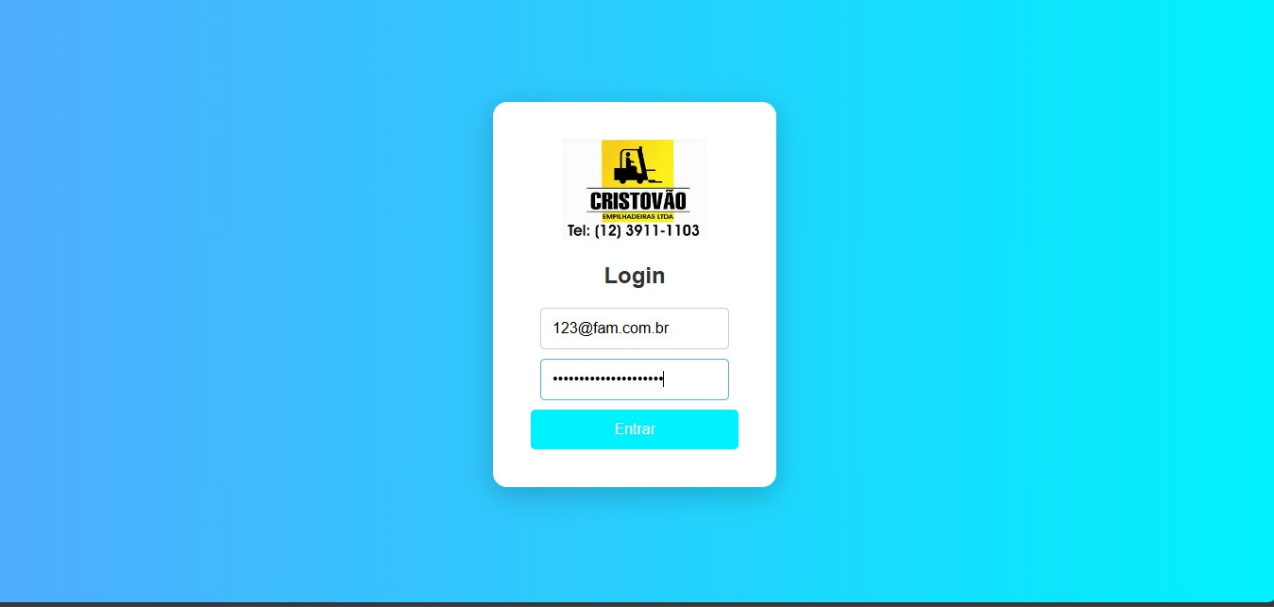 CRISTOVÃO
EMPILHADEIRAS LTDA
Tel: (12) 3911-1103
Login
123@fam.com.br
•••••••••••••••••••••
Entrar